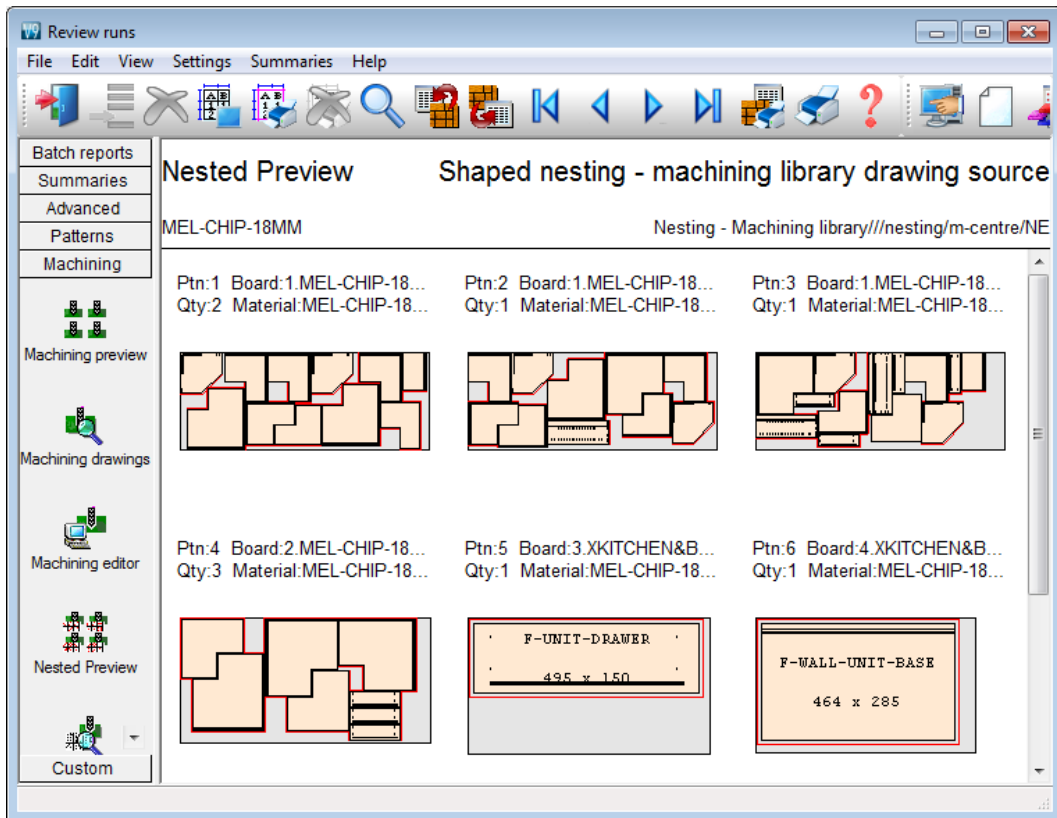 V9 Review runs
File Edit View Settings Summaries Help
Batch reports
Summaries
Advanced
Patterns
Machining
Machining preview
Machining drawings
Machining editor
Nested Preview
Custom
Nested Preview Shaped nesting - machining library drawing source
MEL-CHIP-18MM Nesting - Machining library///nesting/m-centre/NE
Ptn:1 Board:1.MEL-CHIP-18... Ptn:2 Board:1.MEL-CHIP-18... Ptn:3 Board:1.MEL-CHIP-18...
Qty:2 Material:MEL-CHIP-18... Qty:1 Material:MEL-CHIP-18... Qty:1 Material:MEL-CHIP-18...
Ptn:4 Board:2.MEL-CHIP-18... Ptn:5 Board:3.XKITCHEN&B... Ptn:6 Board:4.XKITCHEN&B...
Qty:3 Material:MEL-CHIP-18... Qty:1 Material:MEL-CHIP-18... Qty:1 Material:MEL-CHIP-18...
F-UNIT-DRAWER
495 x 150
F-WALL-UNIT-BASE
464 x 285